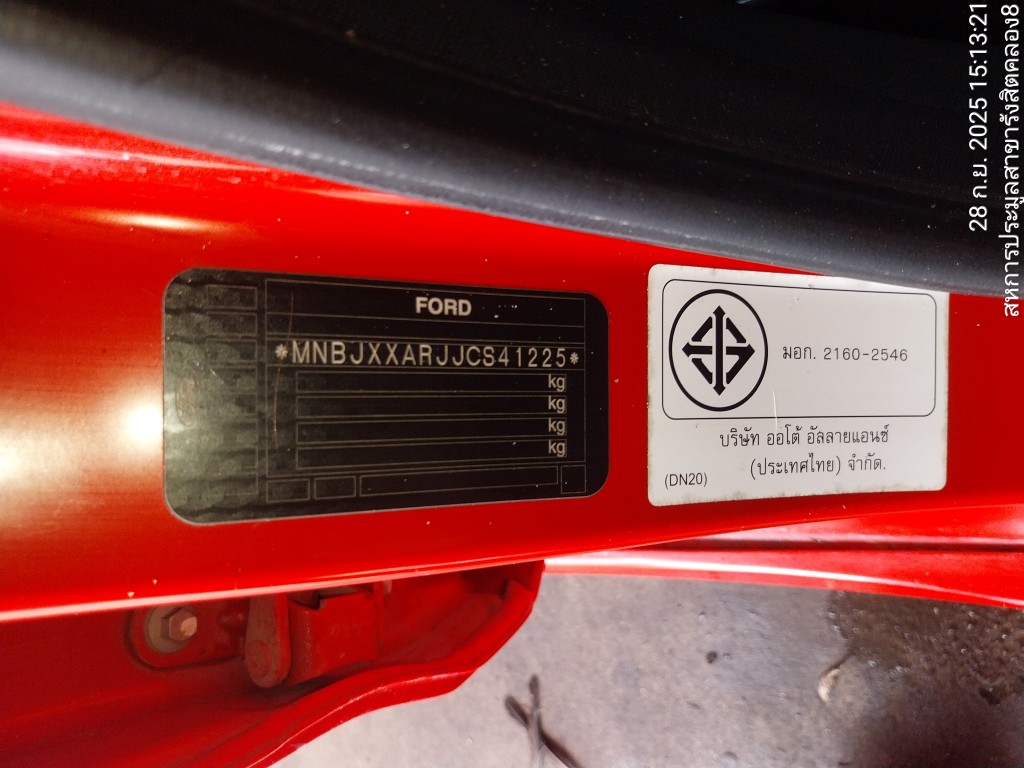 FORD
*MNBJXXARJJCS41225*
kg
kg
kg
kg
มอก. 2160-2546
บริษัท ออโต้ อัลลายแอนซ์
(ประเทศไทย) จำกัด.
(DN20)
28 ก.ย. 2025 15:13:21
สหการประมูลสาขารังสิตคลอง8